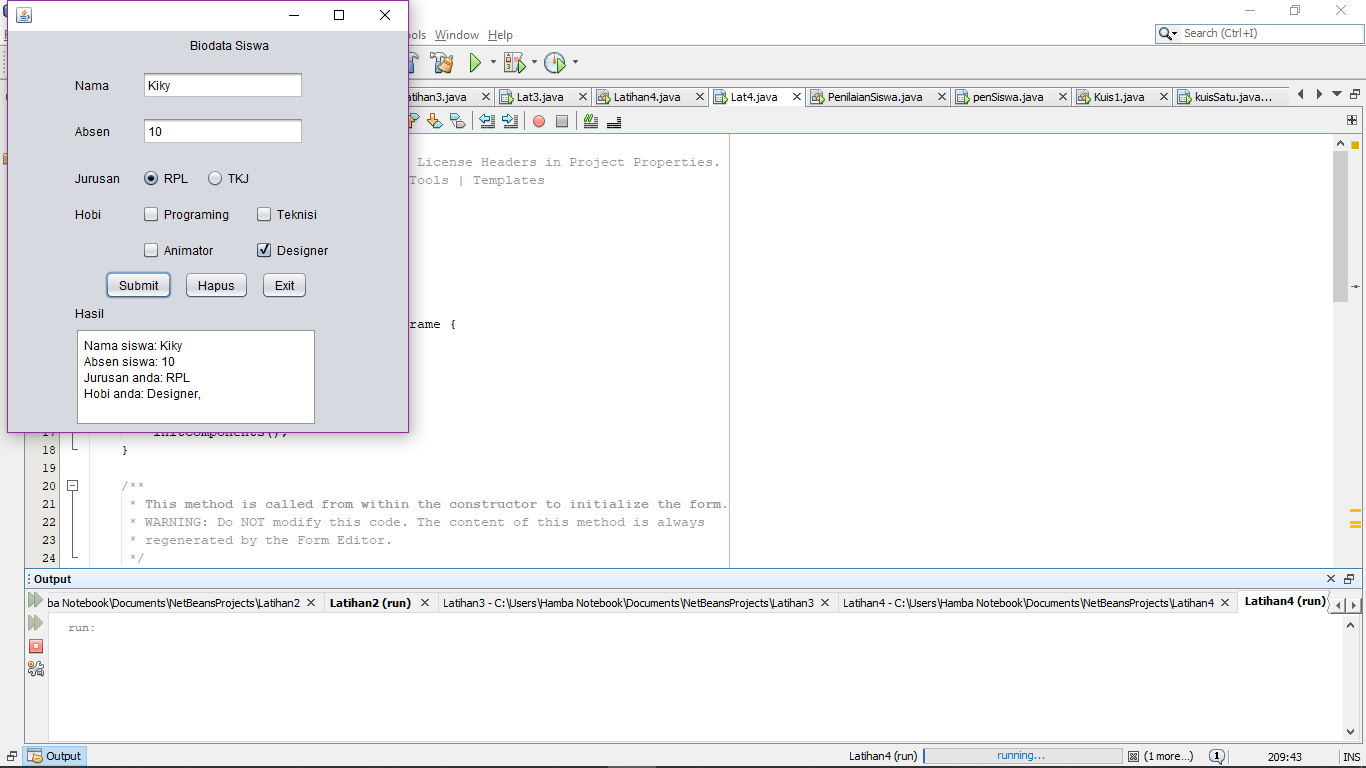 Biodata Siswa
Nama Kiky
Absen 10
Jurusan RPL TKJ
Hobi Programing Teknisi
Animator Designer
Submit Hapus Exit
Hasil
Nama siswa: Kiky
Absen siswa: 10
Jurusan anda: RPL
Hobi anda: Designer,
Window Help
Search (Ctrl+I)
Lat3.java Latihan4.java Lat4.java PenilaianSiswa.java penSiswa.java Kuis1.java kuisSatu.java...
License Headers in Project Properties.
Tools | Templates
rame {
17 initComponents();
18 }
19
20 /**
21 * This method is called from within the constructor to initialize the form.
22 * WARNING: Do NOT modify this code. The content of this method is always
23 * regenerated by the Form Editor.
24 */
Output
ba Notebook\Documents\NetBeansProjects\Latihan2 Latihan2 (run) Latihan3 - C:\Users\Hamba Notebook\Documents\NetBeansProjects\Latihan3 Latihan4 - C:\Users\Hamba Notebook\Documents\NetBeansProjects\Latihan4 Latihan4 (run)
run:
Output Latihan4 (run) running... (1 more...) 1 209:43 INS